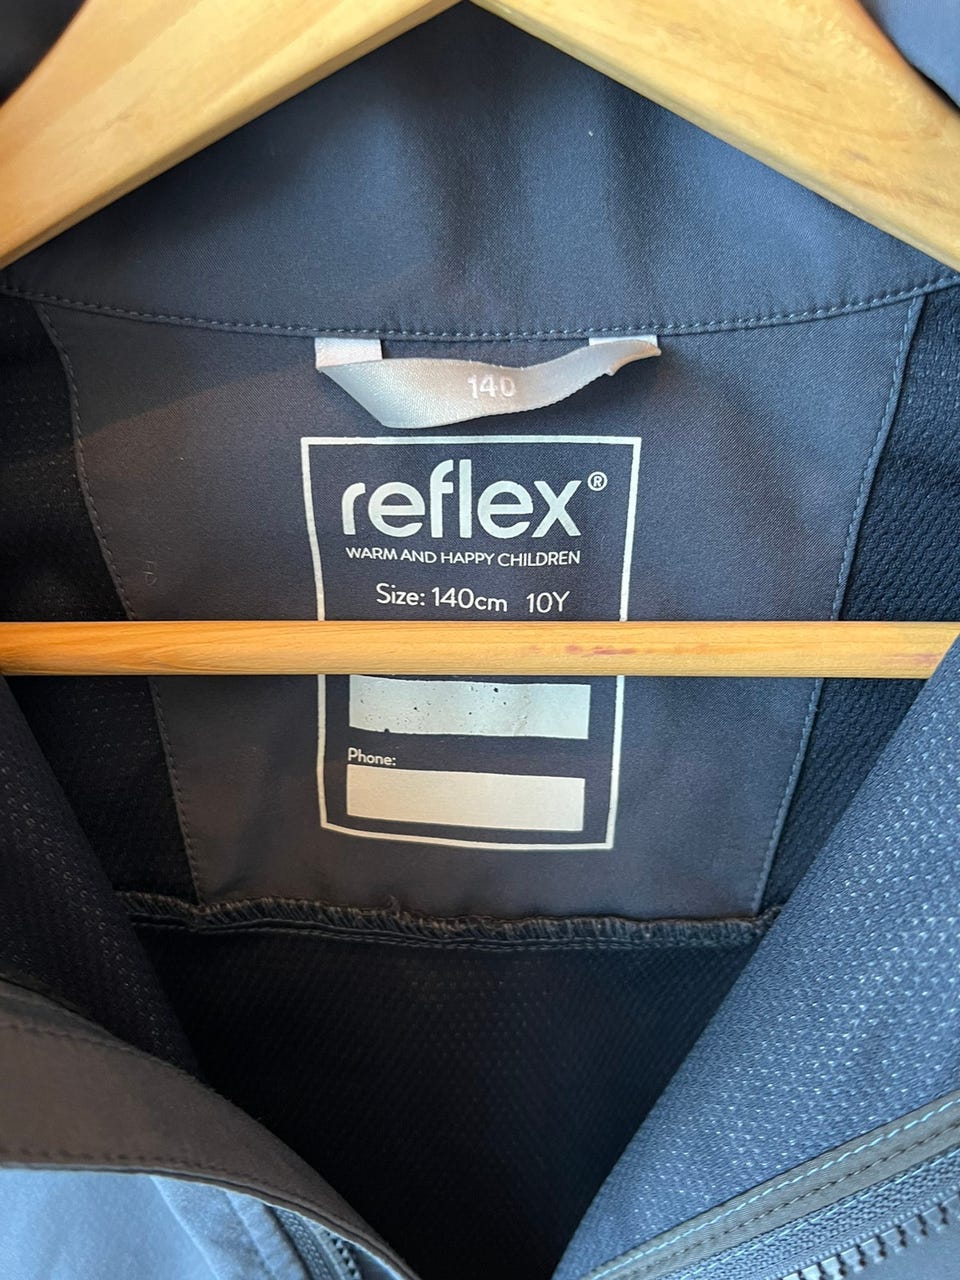 140
reflex®
WARM AND HAPPY CHILDREN
Size: 140cm 10Y
Phone: